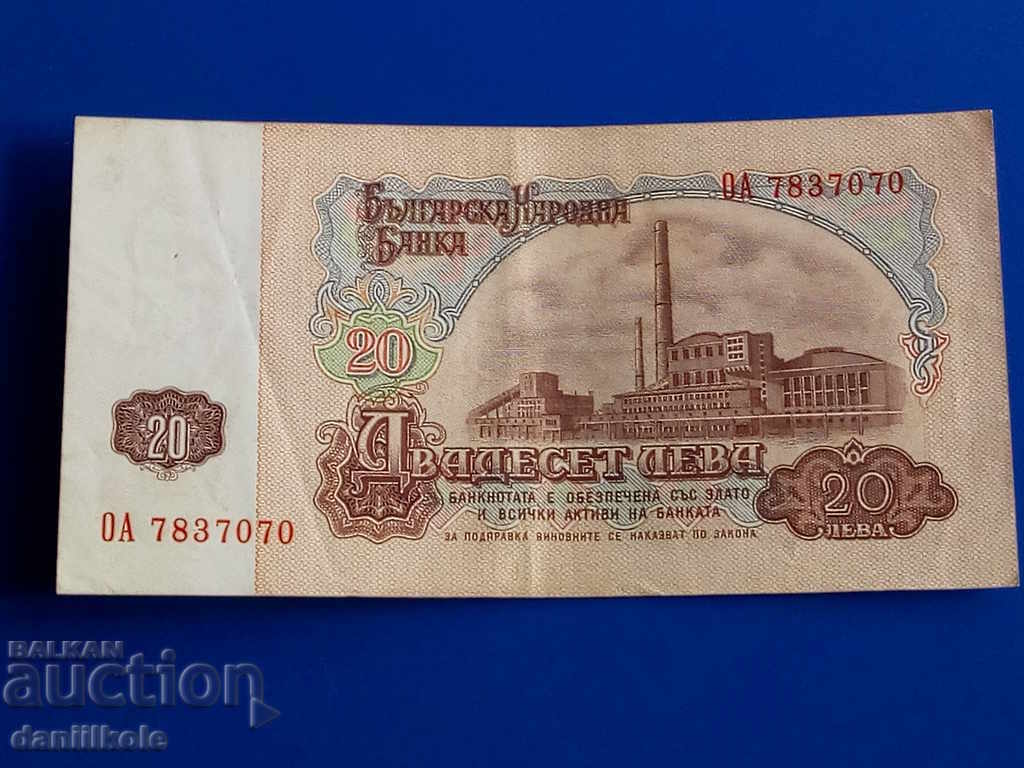 ОА 7837070
Българска Народна
Банка
20
20
Двадесет лева
20
ЛЕВА
БАНКНОТАТА Е ОБЕЗПЕЧЕНА СЪС ЗЛАТО
И ВСИЧКИ АКТИВИ НА БАНКАТА
ЗА ПОДПРАВКА ВИНОВНИТЕ СЕ НАКАЗВАТ ПО ЗАКОНА
ОА 7837070
BALKAN
auction
daniilkole